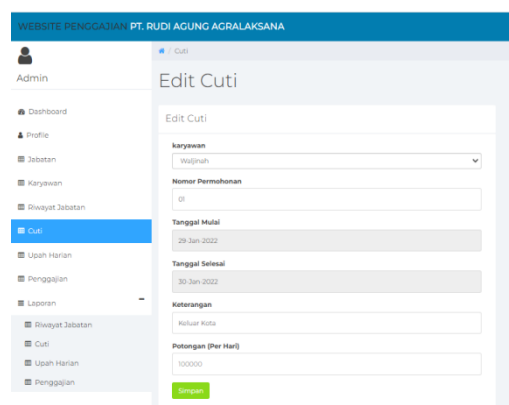 WEBSITE PENGGAJIAN PT. RUDI AGUNG AGRALAKSANA
Admin
Dashboard
Profile
Jabatan
Karyawan
Riwayat Jabatan
Cuti
Upah Harian
Penggajian
Laporan
Riwayat Jabatan
Cuti
Upah Harian
Penggajian
/ Cuti
Edit Cuti
Edit Cuti
karyawan
Waljinah
Nomor Permohonan
01
Tanggal Mulai
29-Jan-2022
Tanggal Selesai
30-Jan-2022
Keterangan
Keluar Kota
Potongan (Per Hari)
100000
Simpan